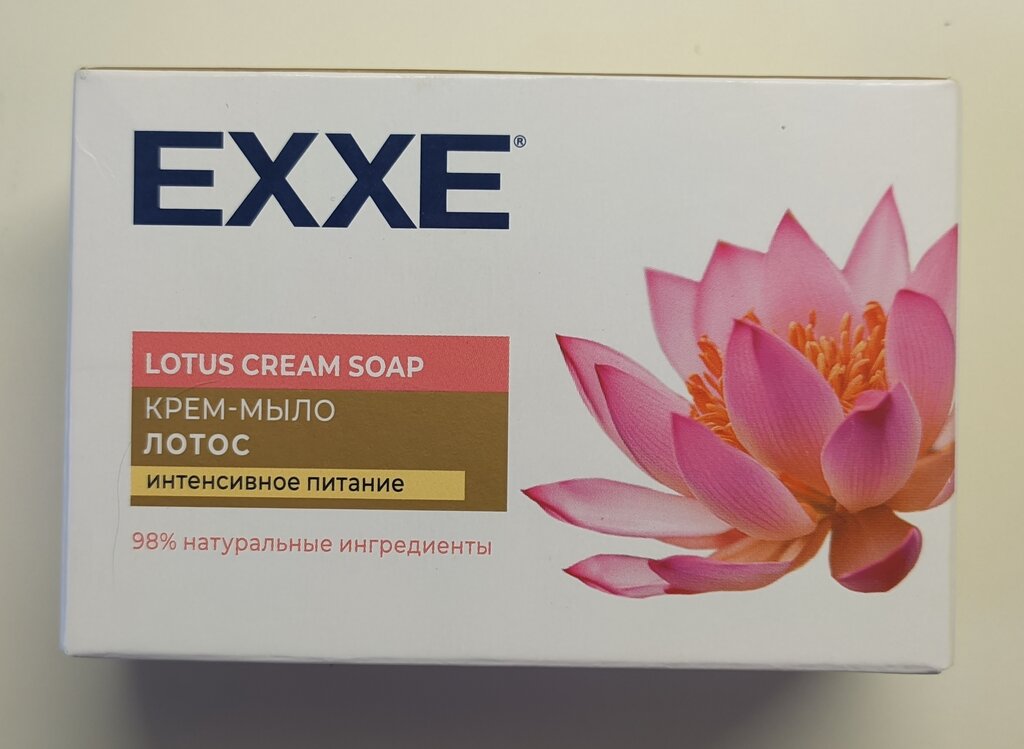 EXXE®
LOTUS CREAM SOAP
КРЕМ-МЫЛО
ЛОТОС
интенсивное питание
98% натуральные ингредиенты